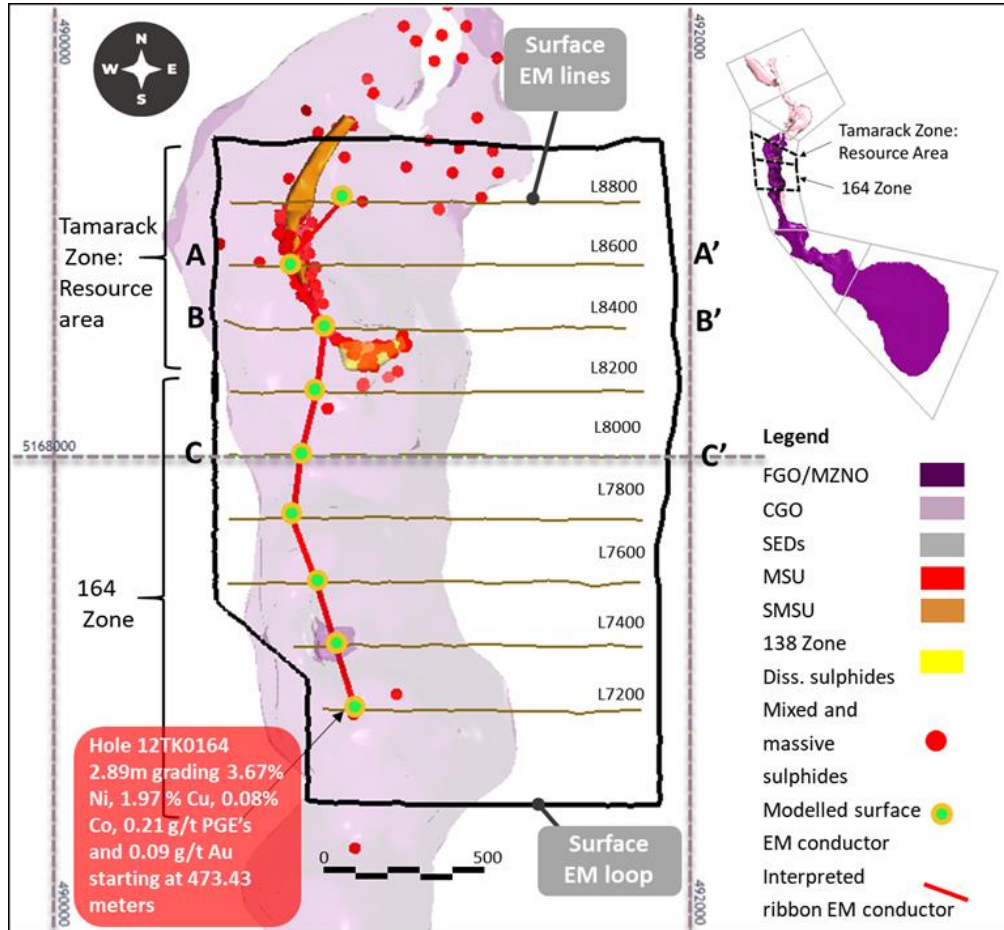 490000
N
W E
S
Surface
EM lines
492000
Tamarack Zone:
Resource Area
164 Zone
L8800
Tamarack
Zone:
Resource
area
A
L8600
A'
B
L8400
B'
L8200
5168000
C
L8000
C'
L7800
L7600
164
Zone
L7400
L7200
Legend
FGO/MZNO
CGO
SEDs
MSU
SMSU
138 Zone
Diss. sulphides
Mixed and
massive
sulphides
Modelled surface
EM conductor
Interpreted
ribbon EM conductor
Hole 12TK0164
2.89m grading 3.67%
Ni, 1.97 % Cu, 0.08%
Co, 0.21 g/t PGE's
and 0.09 g/t Au
starting at 473.43
meters
0 500
Surface
EM loop
490000
492000